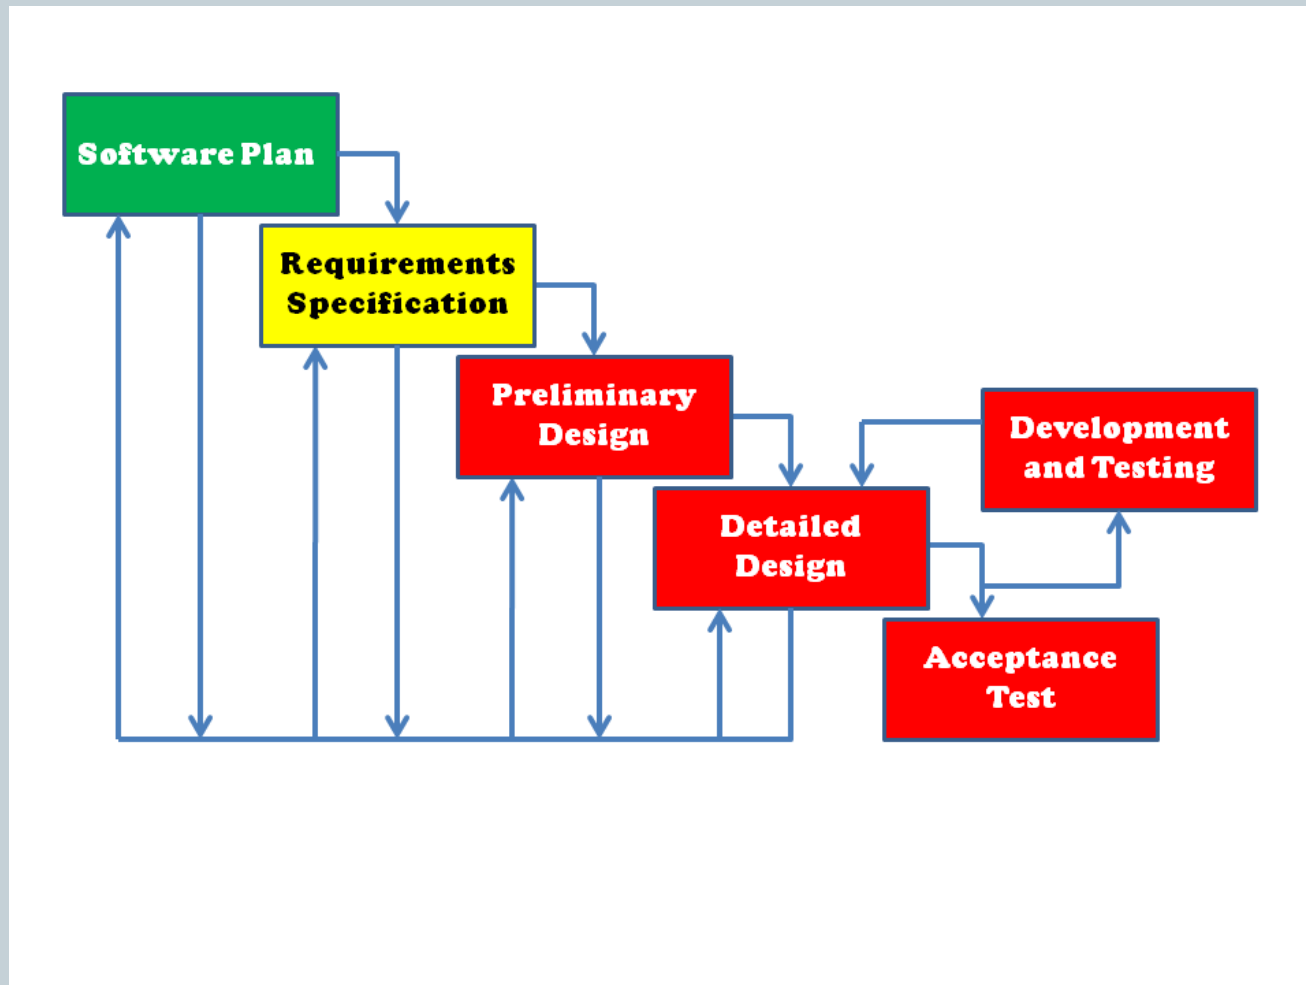 Software Plan
Requirements
Specification
Preliminary
Design
Development
and Testing
Detailed
Design
Acceptance
Test